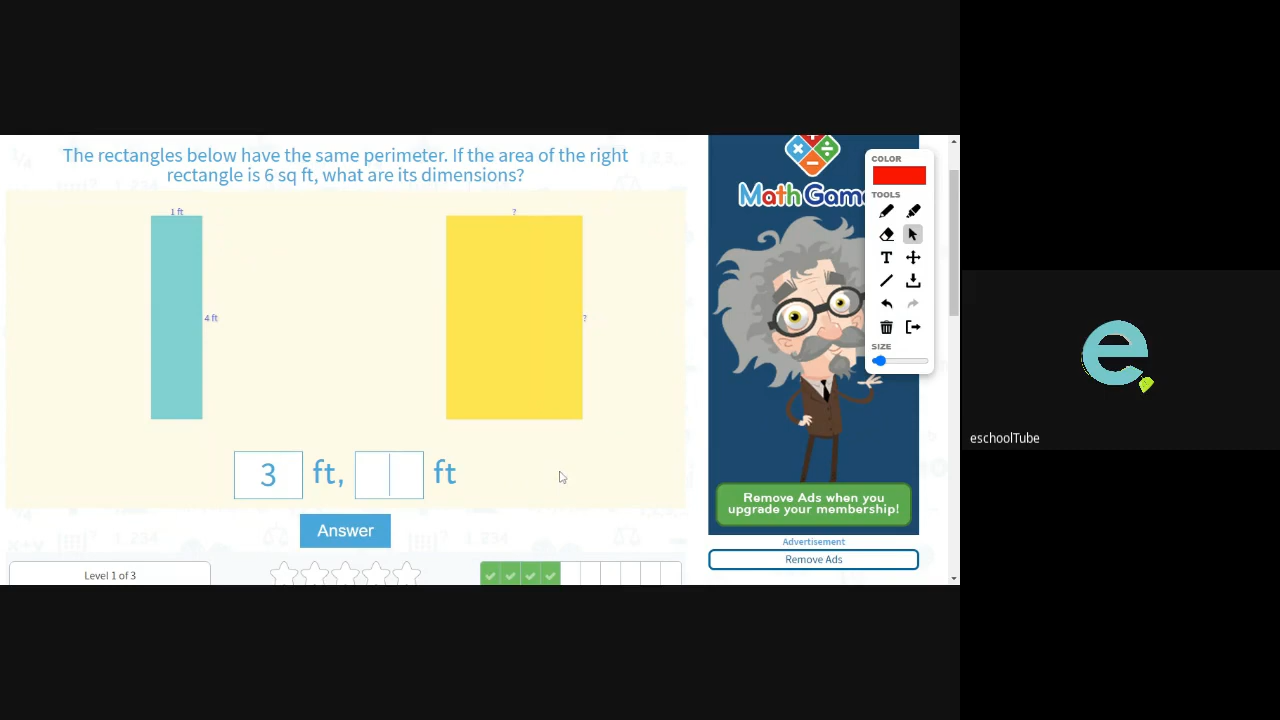 The rectangles below have the same perimeter. If the area of the right
rectangle is 6 sq ft, what are its dimensions?
1 ft
4 ft
?
?
3 ft, ft
Answer
Level 1 of 3
Math Game
Remove Ads when you
upgrade your membership!
Advertisement
Remove Ads
COLOR
TOOLS
T
SIZE
e
eschoolTube